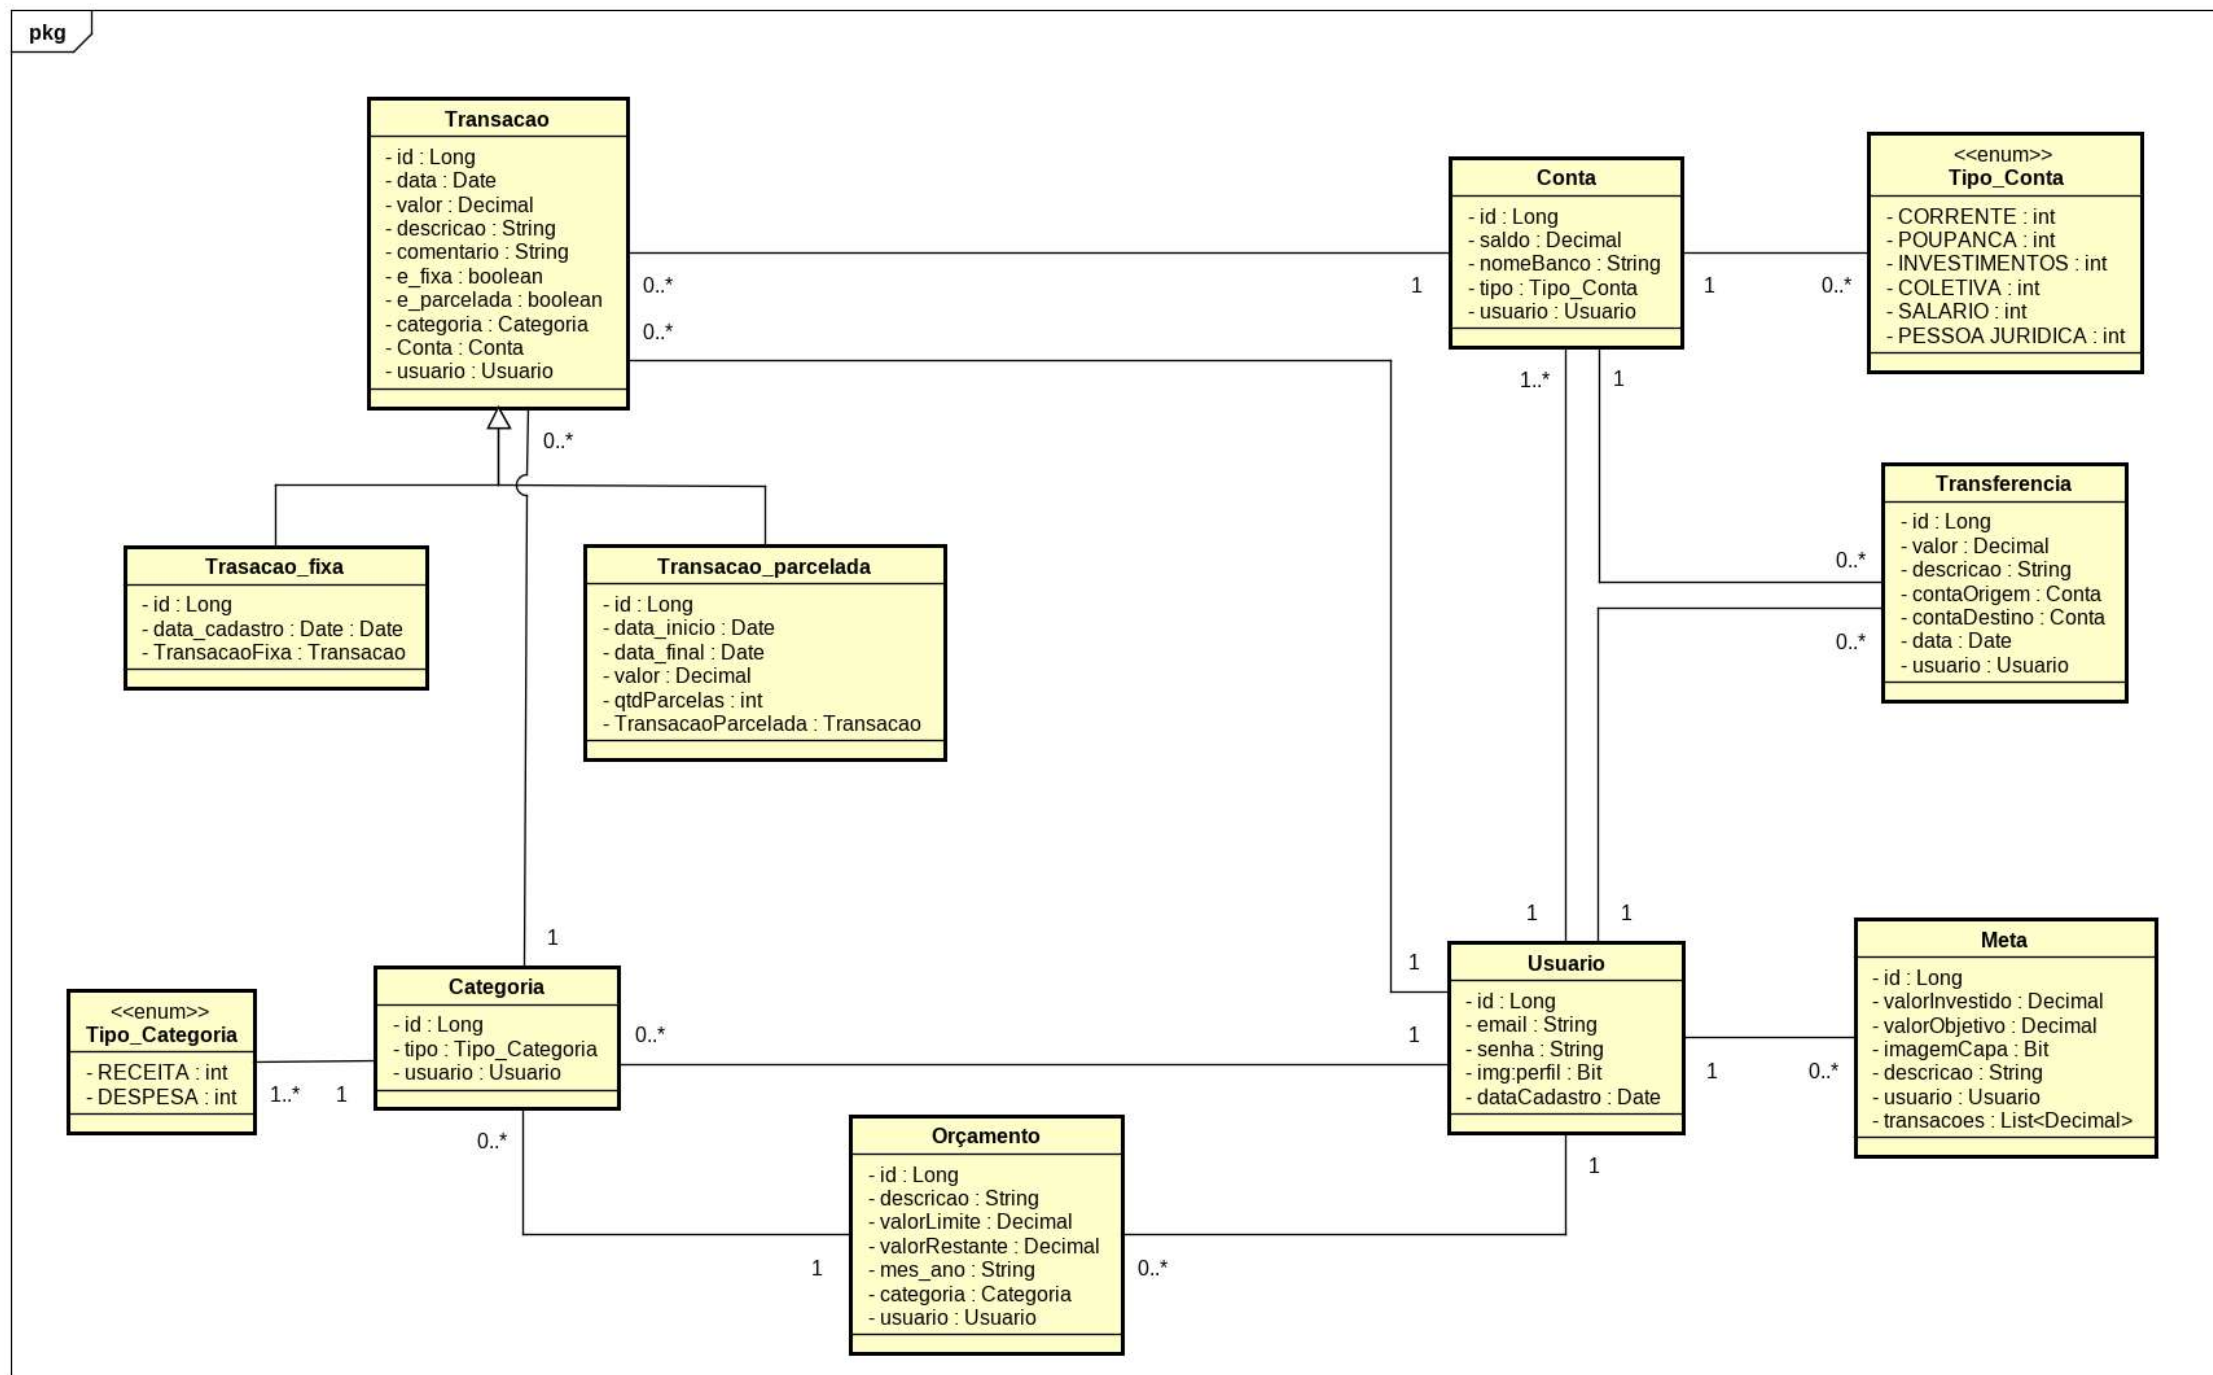 pkg
Transacao
- id : Long
- data : Date
- valor : Decimal
- descricao : String
- comentario : String
- e_fixa : boolean
- e_parcelada : boolean
- categoria : Categoria
- Conta : Conta
- usuario : Usuario
0..*
1
0..*
0..*
Conta
- id : Long
- saldo : Decimal
- nomeBanco : String
- tipo : Tipo_Conta
- usuario : Usuario
1
0..*
1..*
1
<<enum>>
Tipo_Conta
- CORRENTE : int
- POUPANCA : int
- INVESTIMENTOS : int
- COLETIVA : int
- SALARIO : int
- PESSOA JURIDICA : int
Trasacao_fixa
- id : Long
- data_cadastro : Date : Date
- TransacaoFixa : Transacao
Transacao_parcelada
- id : Long
- data_inicio : Date
- data_final : Date
- valor : Decimal
- qtdParcelas : int
- TransacaoParcelada : Transacao
Transferencia
- id : Long
- valor : Decimal
- descricao : String
- contaOrigem : Conta
- contaDestino : Conta
- data : Date
- usuario : Usuario
0..*
0..*
1
1
1
1
<<enum>>
Tipo_Categoria
- RECEITA : int
- DESPESA : int
1..*
1
Categoria
- id : Long
- tipo : Tipo_Categoria
- usuario : Usuario
0..*
1
0..*
Usuario
- id : Long
- email : String
- senha : String
- img:perfil : Bit
- dataCadastro : Date
1
0..*
1
Meta
- id : Long
- valorInvestido : Decimal
- valorObjetivo : Decimal
- imagemCapa : Bit
- descricao : String
- usuario : Usuario
- transacoes : List<Decimal>
Orçamento
- id : Long
- descricao : String
- valorLimite : Decimal
- valorRestante : Decimal
- mes_ano : String
- categoria : Categoria
- usuario : Usuario
1
0..*